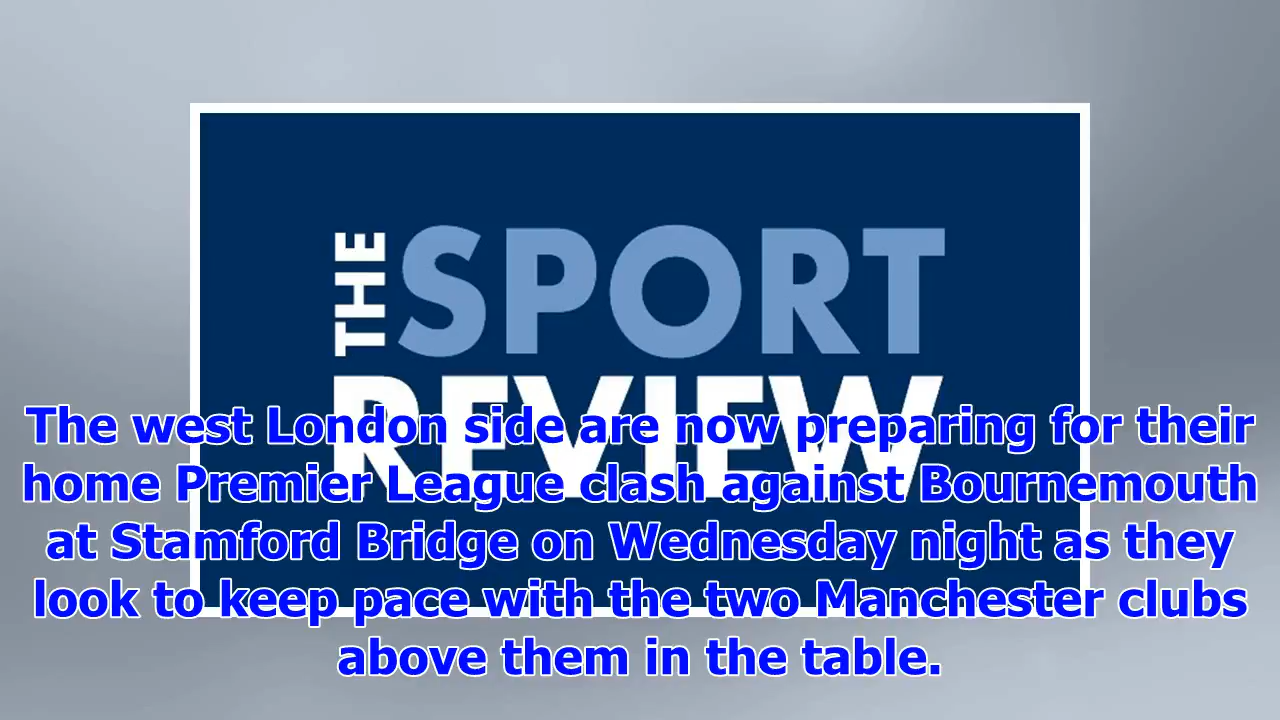 THE
SPORT
REVIEW
The west London side are now preparing for their
home Premier League clash against Bournemouth
at Stamford Bridge on Wednesday night as they
look to keep pace with the two Manchester clubs
above them in the table.